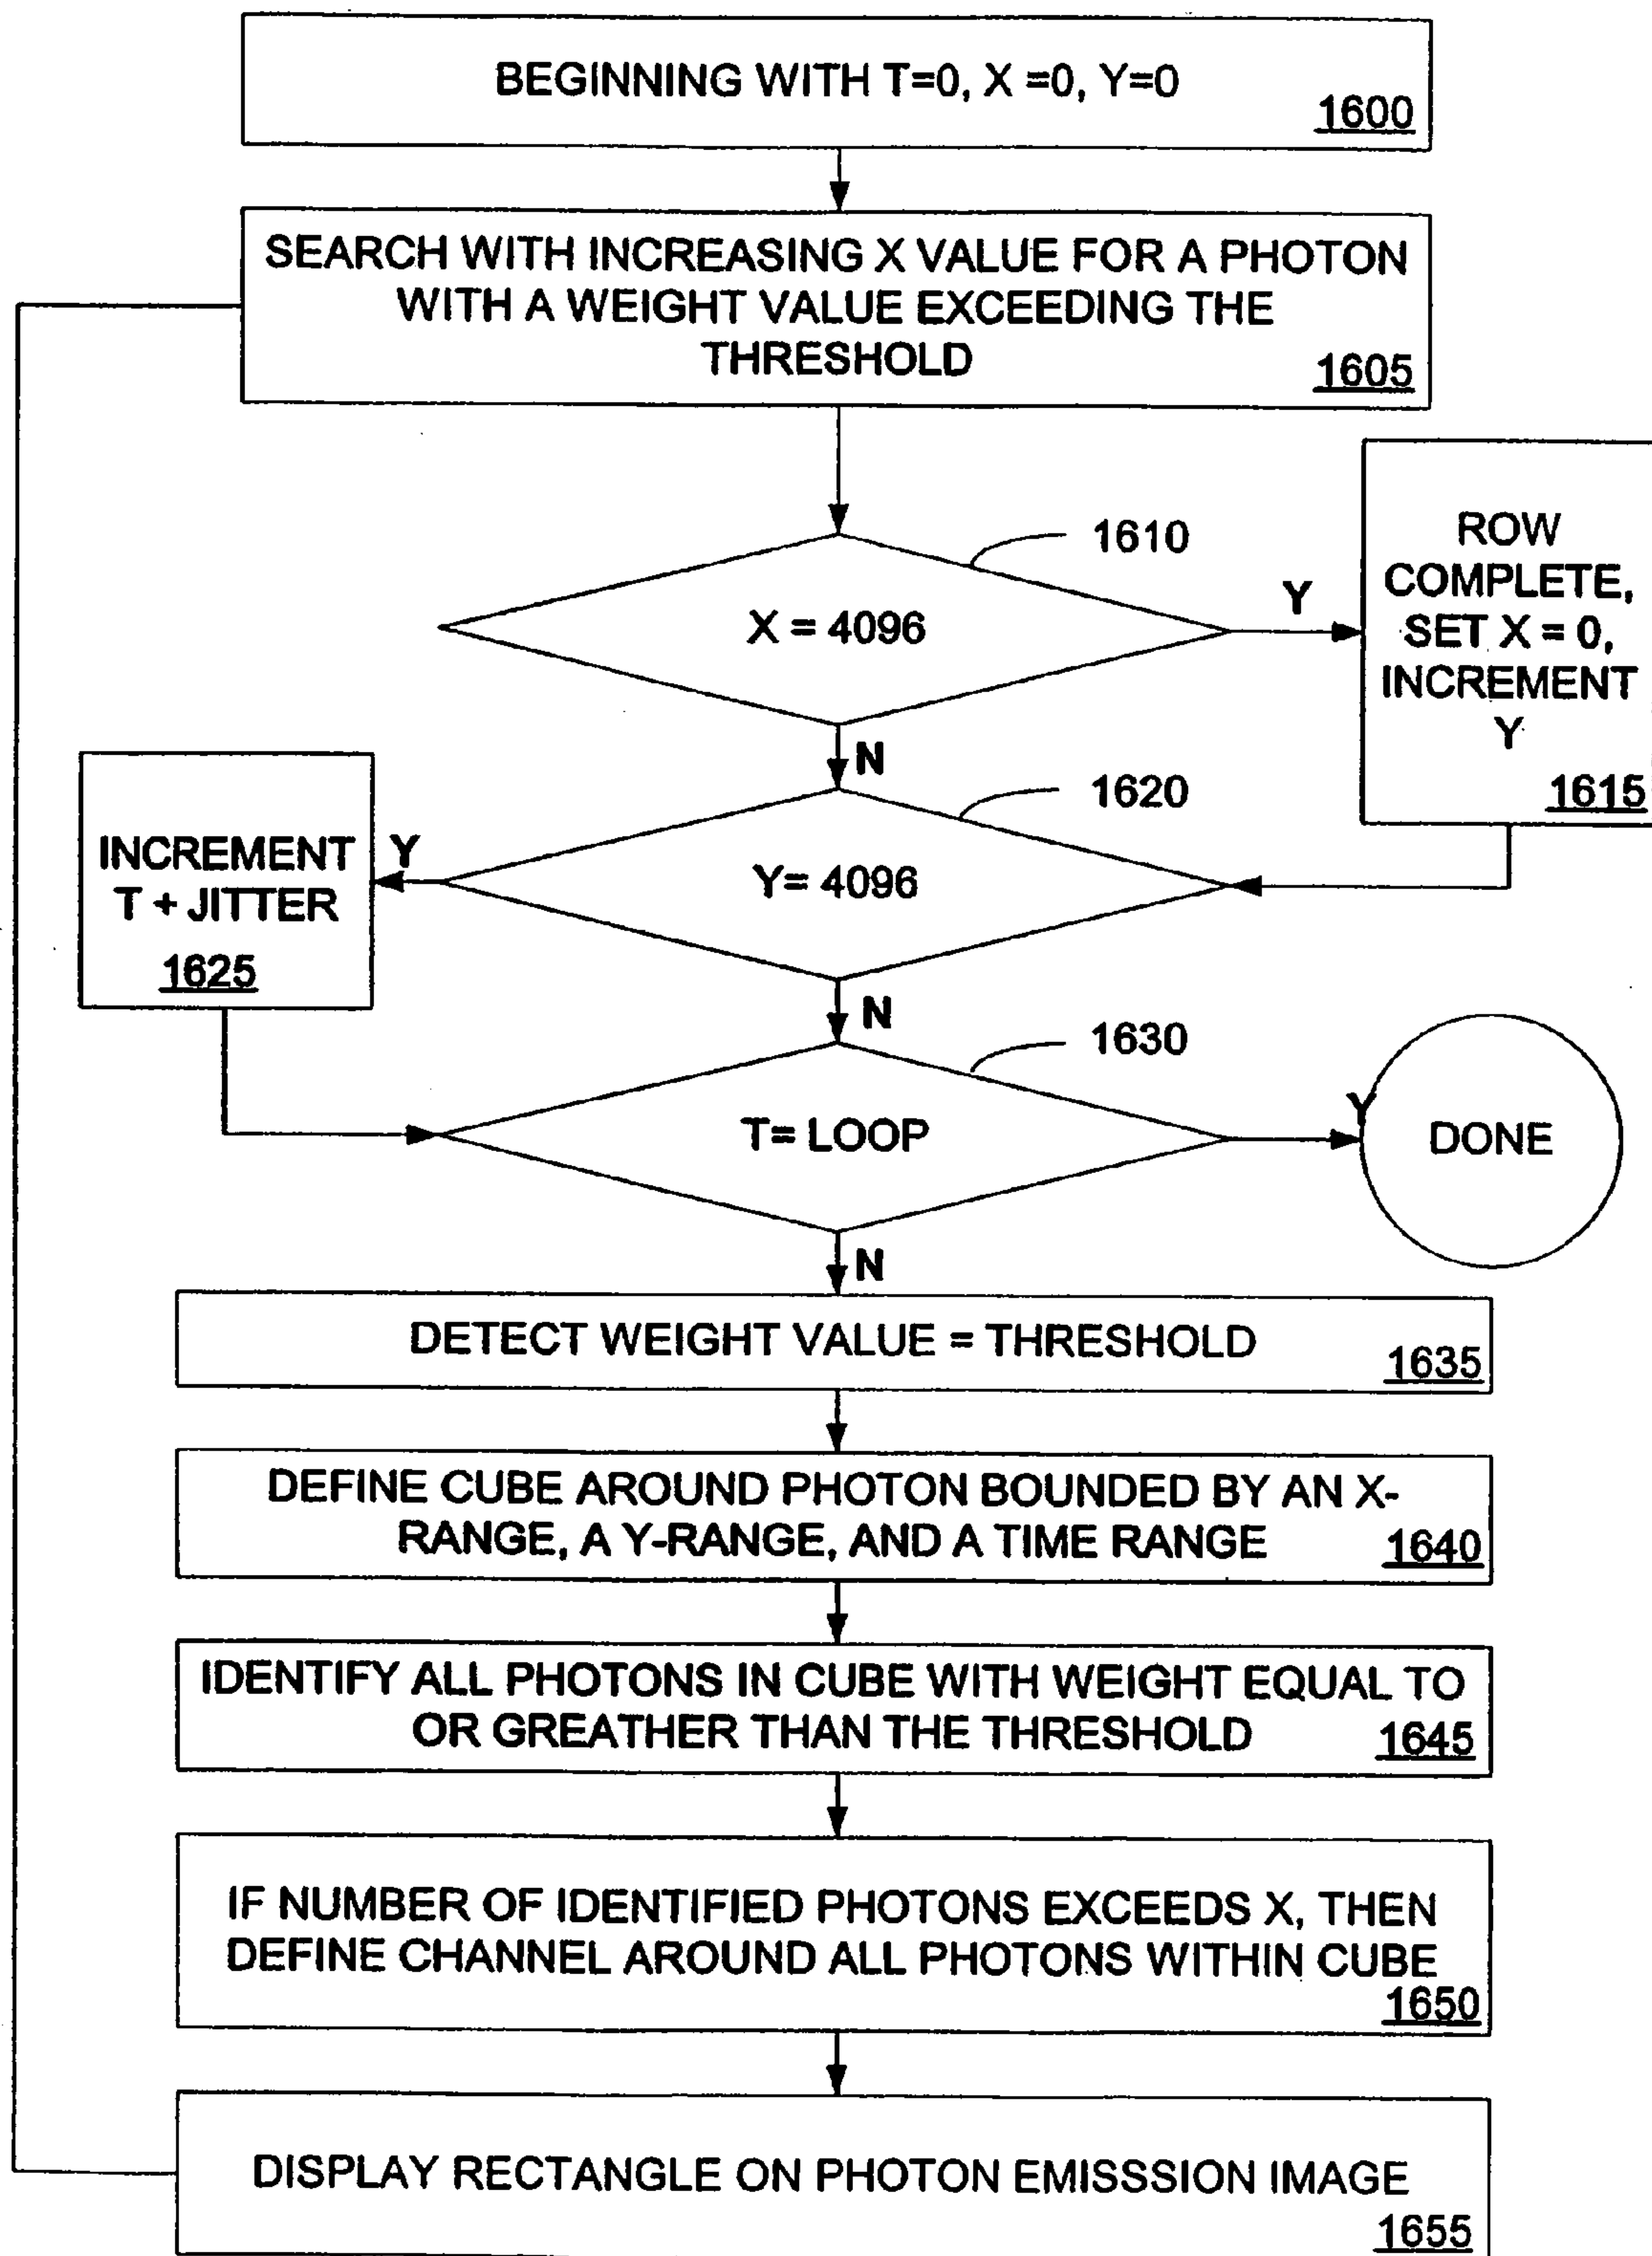 BEGINNING WITH T=0, X =0, Y=0
1600
SEARCH WITH INCREASING X VALUE FOR A PHOTON
WITH A WEIGHT VALUE EXCEEDING THE
THRESHOLD
1605
1610
X = 4096
Y
ROW
COMPLETE,
SET X = 0,
INCREMENT
Y
1615
N
1620
Y= 4096
Y
INCREMENT
T + JITTER
1625
N
1630
T= LOOP
Y
DONE
N
DETECT WEIGHT VALUE = THRESHOLD
1635
DEFINE CUBE AROUND PHOTON BOUNDED BY AN X-
RANGE, A Y-RANGE, AND A TIME RANGE
1640
IDENTIFY ALL PHOTONS IN CUBE WITH WEIGHT EQUAL TO
OR GREATHER THAN THE THRESHOLD
1645
IF NUMBER OF IDENTIFIED PHOTONS EXCEEDS X, THEN
DEFINE CHANNEL AROUND ALL PHOTONS WITHIN CUBE
1650
DISPLAY RECTANGLE ON PHOTON EMISSSION IMAGE
1655